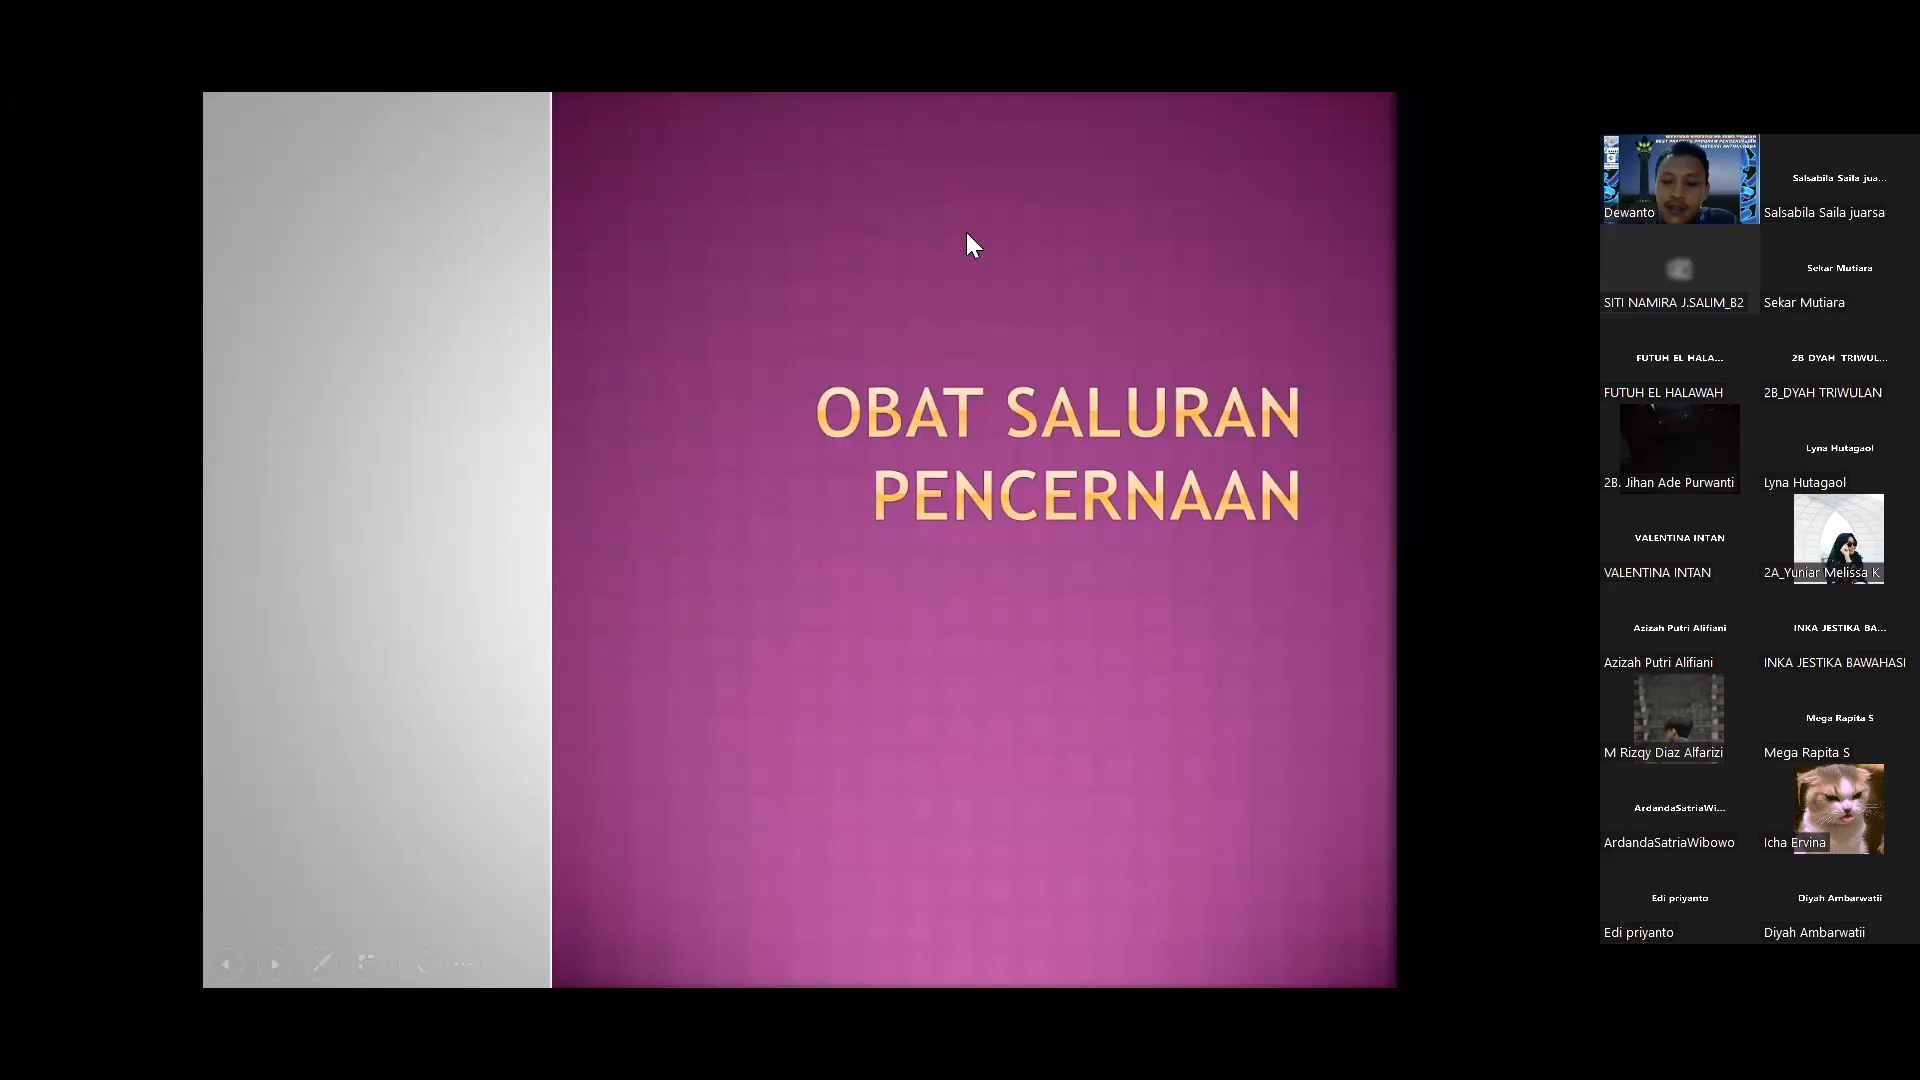 OBAT SALURAN
PENCERNAAN
Dewanto
Salsabila Saila jua...
Salsabila Saila juarsa
SITI NAMIRA J.SALIM_B2
Sekar Mutiara
Sekar Mutiara
FUTUH EL HALA...
FUTUH EL HALAWAH
2B_DYAH TRIWUL...
2B_DYAH TRIWULAN
2B. Jihan Ade Purwanti
Lyna Hutagaol
Lyna Hutagaol
VALENTINA INTAN
VALENTINA INTAN
2A_Yuniar Melissa K
Azizah Putri Alifiani
Azizah Putri Alifiani
INKA JESTIKA BA...
INKA JESTIKA BAWAHASI
M Rizqy Diaz Alfarizi
Mega Rapita S
Mega Rapita S
ArdandaSatriaWi...
ArdandaSatriaWibowo
Icha Ervina
Edi priyanto
Edi priyanto
Diyah Ambarwatii
Diyah Ambarwatii